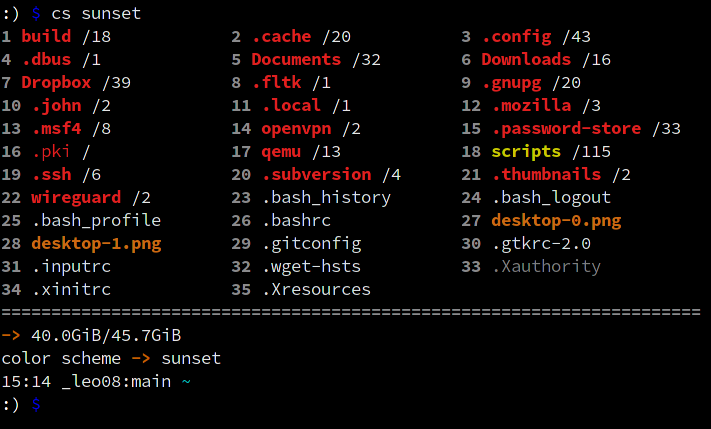 :) $ cs sunset
1 build /18 2 .cache /20 3 .config /43
4 .dbus /1 5 Documents /32 6 Downloads /16
7 Dropbox /39 8 .fltk /1 9 .gnupg /20
10 .john /2 11 .local /1 12 .mozilla /3
13 .msf4 /8 14 openvpn /2 15 .password-store /33
16 .pki / 17 qemu /13 18 scripts /115
19 .ssh /6 20 .subversion /4 21 .thumbnails /2
22 wireguard /2 23 .bash_history 24 .bash_logout
25 .bash_profile 26 .bashrc 27 desktop-0.png
28 desktop-1.png 29 .gitconfig 30 .gtkrc-2.0
31 .inputrc 32 .wget-hsts 33 .Xauthority
34 .xinitrc 35 .Xresources
======================================================================
-> 40.0GiB/45.7GiB
color scheme -> sunset
15:14 _leo08:main ~
:) $